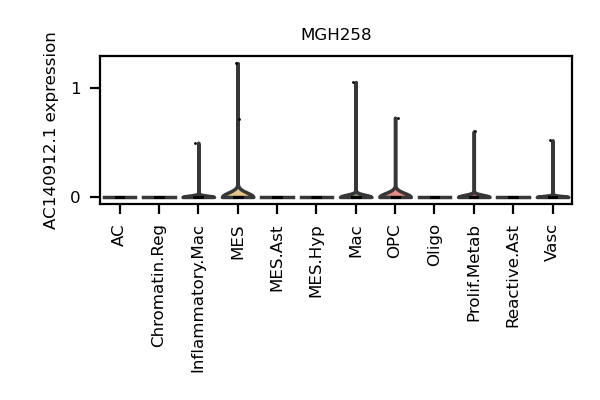 MGH258
AC140912.1 expression
1
0
AC
Chromatin.Reg
Inflammatory.Mac
MES
MES.Ast
MES.Hyp
Mac
OPC
Oligo
Prolif.Metab
Reactive.Ast
Vasc